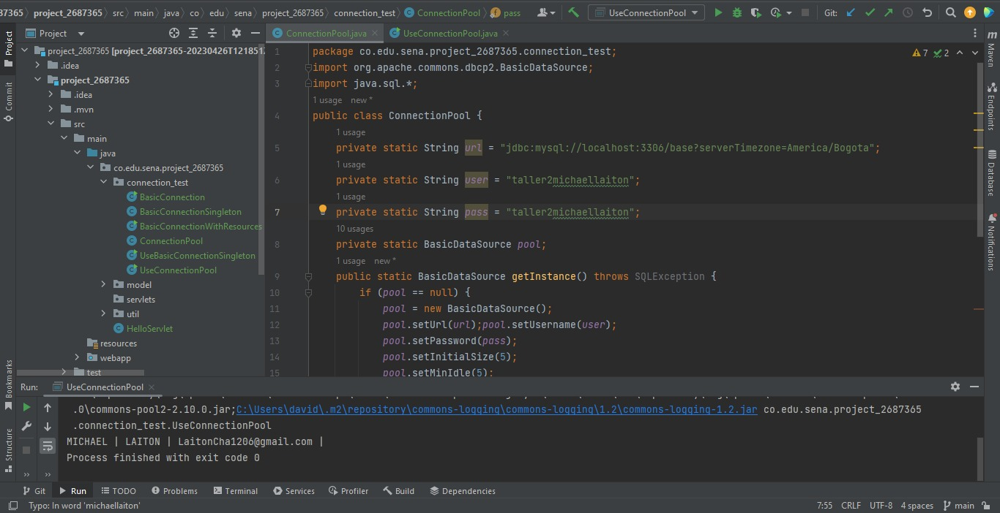 37365 project_2687365 src main java co edu sena project_2687365 connection_test ConnectionPool pass UseConnectionPool Git:
Project
ConnectionPool.java UseConnectionPool.java
Project
Commit
Bookmarks
Structure
project_2687365 [project_2687365-20230426T121851
.idea
project_2687365
.idea
.mvn
src
main
java
co.edu.sena.project_2687365
connection_test
BasicConnection
BasicConnectionSingleton
BasicConnectionWithResources
ConnectionPool
UseBasicConnectionSingleton
UseConnectionPool
model
servlets
util
HelloServlet
resources
webapp
test
7 2
1 package co.edu.sena.project_2687365.connection_test;
2 import org.apache.commons.dbcp2.BasicDataSource;
3 import java.sql.*;
1 usage new *
4 public class ConnectionPool {
1 usage
5 private static String url = "jdbc:mysql://localhost:3306/base?serverTimezone=America/Bogota";
1 usage
6 private static String user = "taller2michaellaiton";
1 usage
7 private static String pass = "taller2michaellaiton";
10 usages
8 private static BasicDataSource pool;
1 usage new *
9 public static BasicDataSource getInstance() throws SQLException {
10 if (pool == null) {
11 pool = new BasicDataSource();
12 pool.setUrl(url);pool.setUsername(user);
13 pool.setPassword(pass);
14 pool.setInitialSize(5);
15 pool.setMinIdle(5);
m
Maven
Endpoints
Database
Notifications
Run: UseConnectionPool
.0\commons-pool2-2.10.0.jar;C:\Users\david\.m2\repository\commons-logging\commons-logging\1.2\commons-logging-1.2.jar co.edu.sena.project_2687365
.connection_test.UseConnectionPool
MICHAEL | LAITON | LaitonCha1206@gmail.com |
Process finished with exit code 0
Git Run TODO Problems Terminal Services Profiler Build Dependencies
Typo: In word 'michaellaiton' 7:55 CRLF UTF-8 4 spaces main